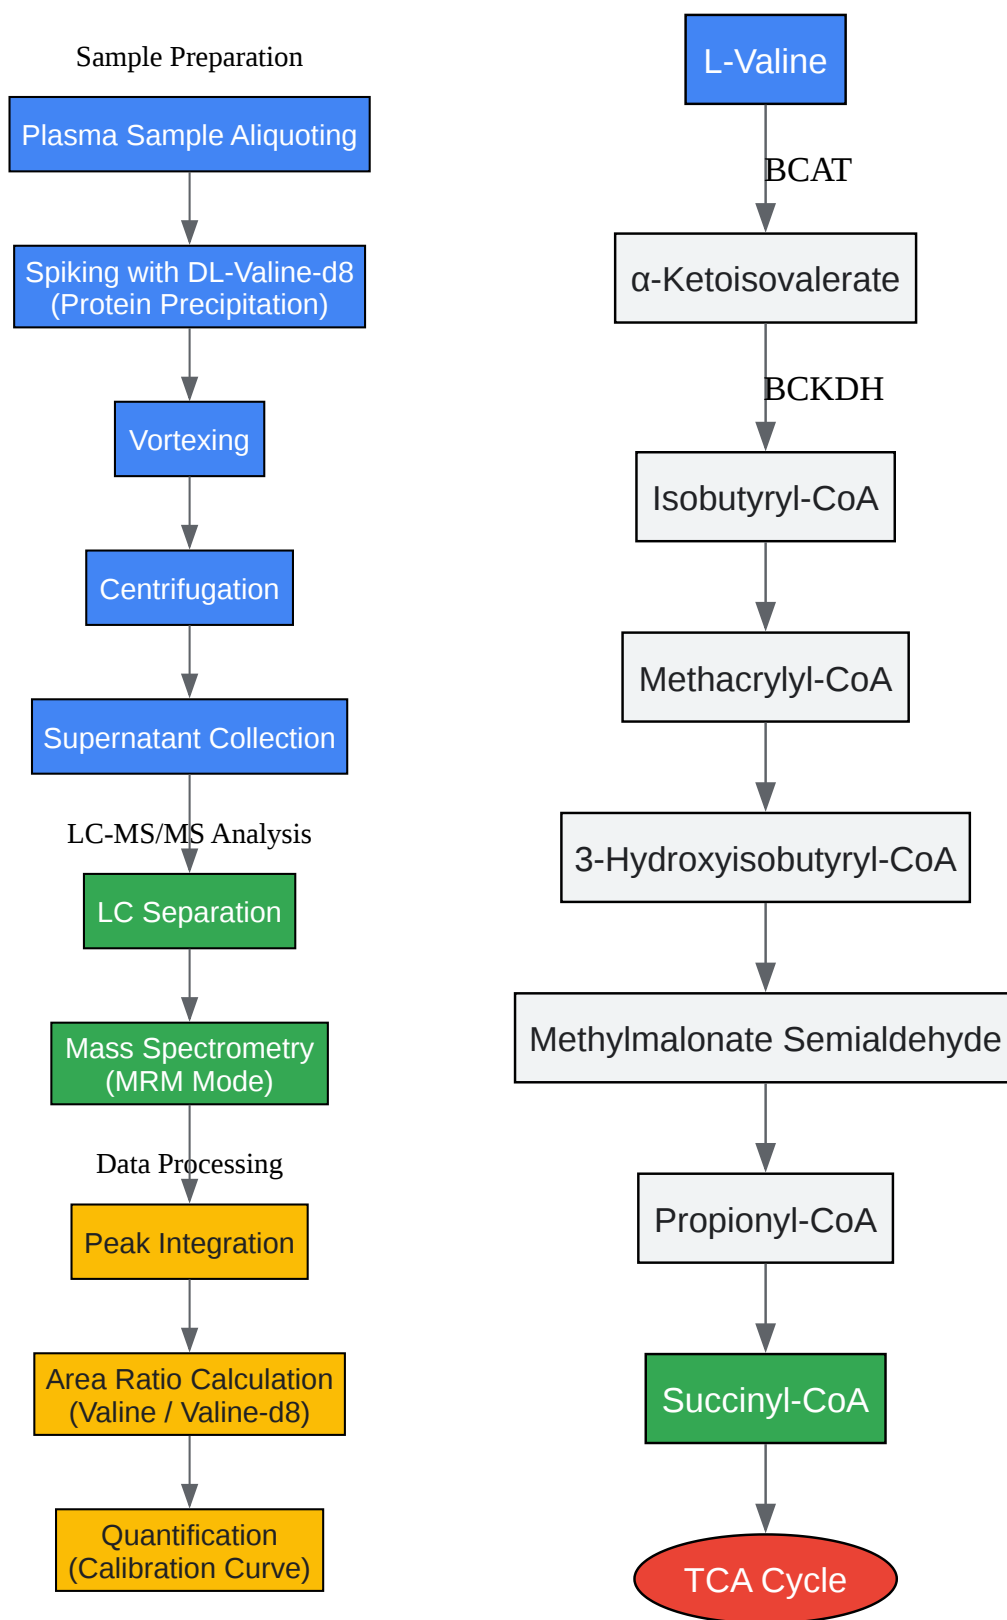 Sample Preparation
Plasma Sample Aliquoting
Spiking with DL-Valine-d8
(Protein Precipitation)
Vortexing
Centrifugation
Supernatant Collection
LC-MS/MS Analysis
LC Separation
Mass Spectrometry
(MRM Mode)
Data Processing
Peak Integration
Area Ratio Calculation
(Valine / Valine-d8)
Quantification
(Calibration Curve)
L-Valine
BCAT
α-Ketoisovalerate
BCKDH
Isobutyryl-CoA
Methacrylyl-CoA
3-Hydroxyisobutyryl-CoA
Methylmalonate Semialdehyde
Propionyl-CoA
Succinyl-CoA
TCA Cycle